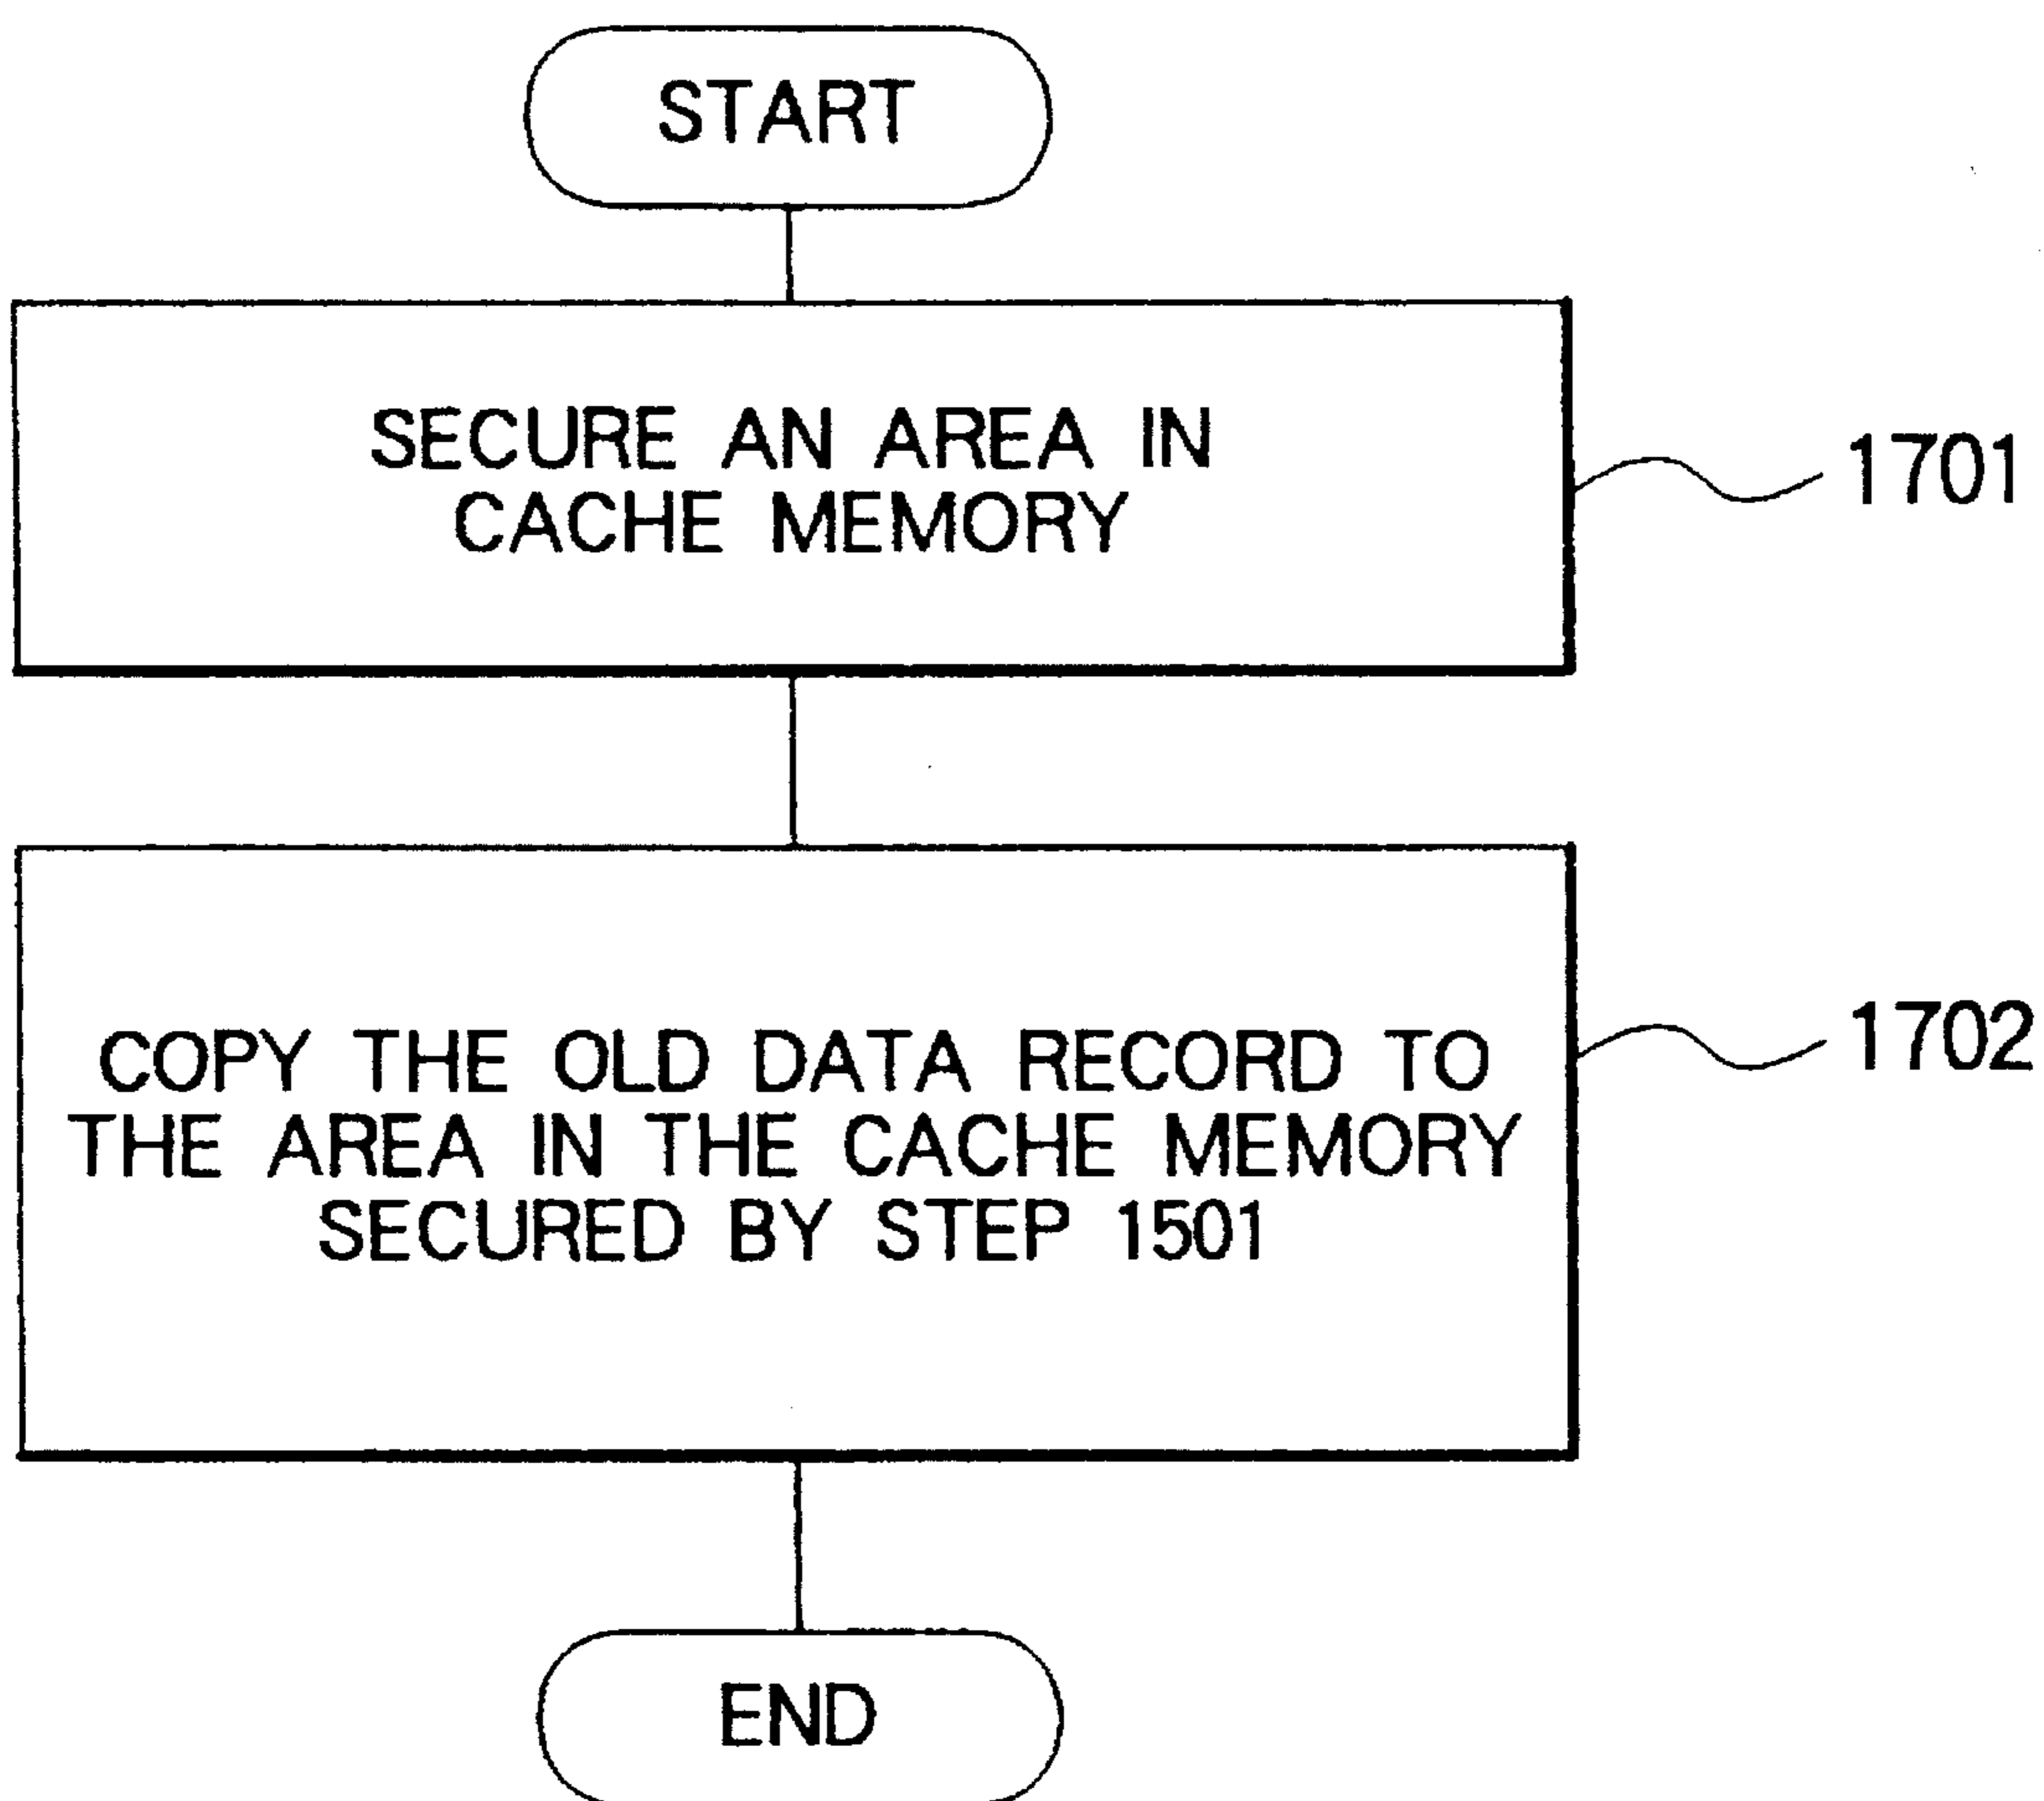 START
SECURE AN AREA IN
CACHE MEMORY
1701
COPY THE OLD DATA RECORD TO
THE AREA IN THE CACHE MEMORY
SECURED BY STEP 1501
1702
END